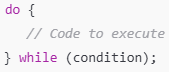 do {
    // Code to execute
} while (condition);